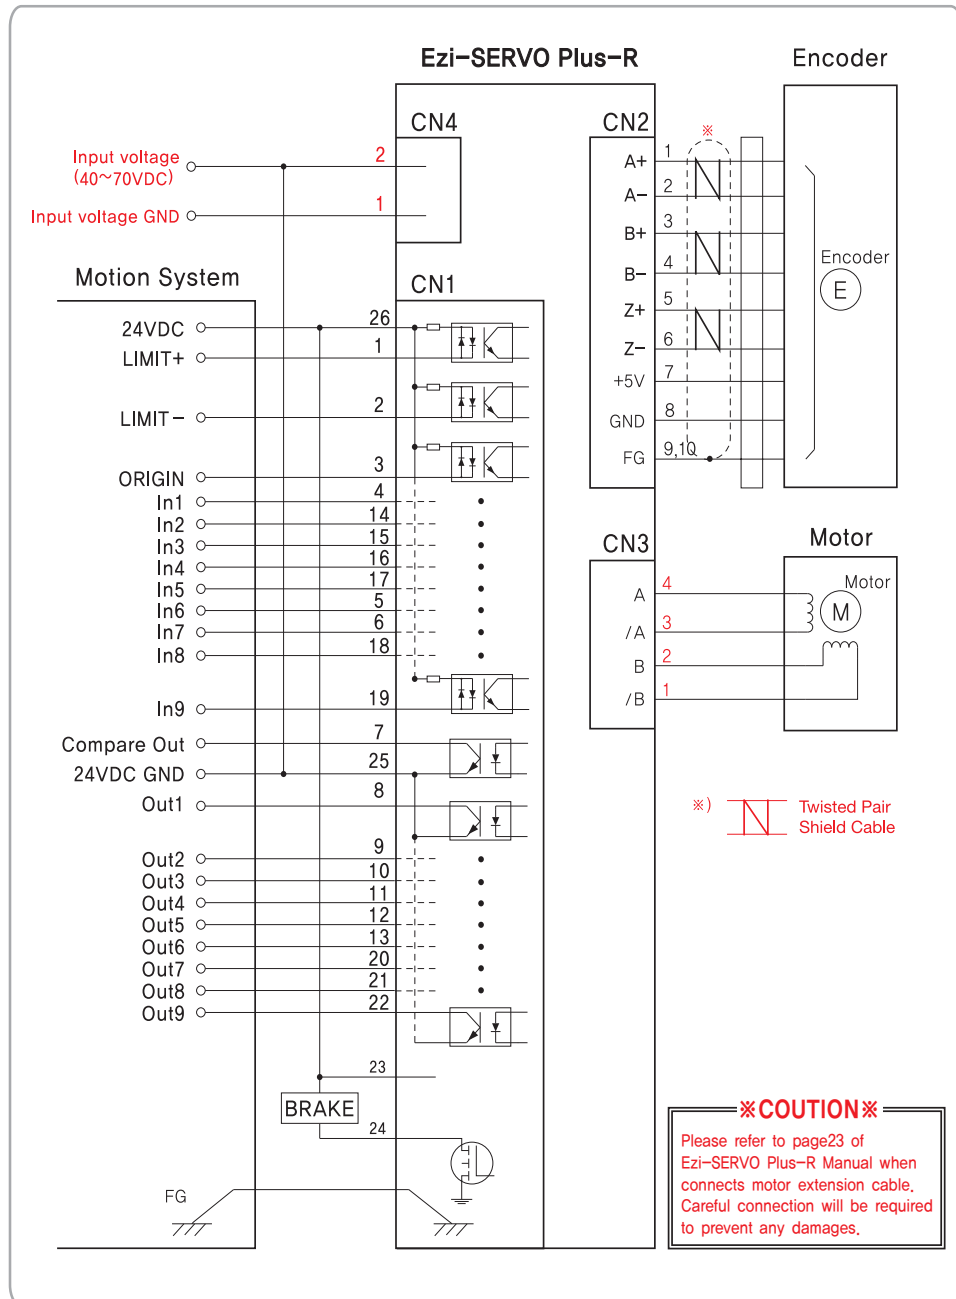 Ezi-SERVO Plus-R
Encoder
CN4
Input voltage
(40~70VDC)
2
Input voltage GND
1
CN2
※
A+ 1
A- 2
B+ 3
B- 4
Z+ 5
Z- 6
+5V 7
GND 8
FG 9,10
Encoder
E
Motion System
CN1
24VDC 26
LIMIT+ 1
LIMIT- 2
ORIGIN 3
In1 4
In2 14
In3 15
In4 16
In5 17
In6 5
In7 6
In8 18
In9 19
Compare Out 7
24VDC GND 25
Out1 8
Out2 9
Out3 10
Out4 11
Out5 12
Out6 13
Out7 20
Out8 21
Out9 22
23
BRAKE
24
FG
CN3
Motor
A 4
/A 3
B 2
/B 1
Motor
M
※) Twisted Pair
Shield Cable
※COUTION※
Please refer to page23 of
Ezi-SERVO Plus-R Manual when
connects motor extension cable.
Careful connection will be required
to prevent any damages.